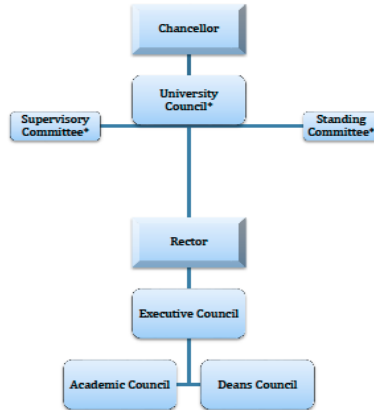 Chancellor
University
Council*
Supervisory
Committee*
Standing
Committee*
Rector
Executive Council
Academic Council
Deans Council